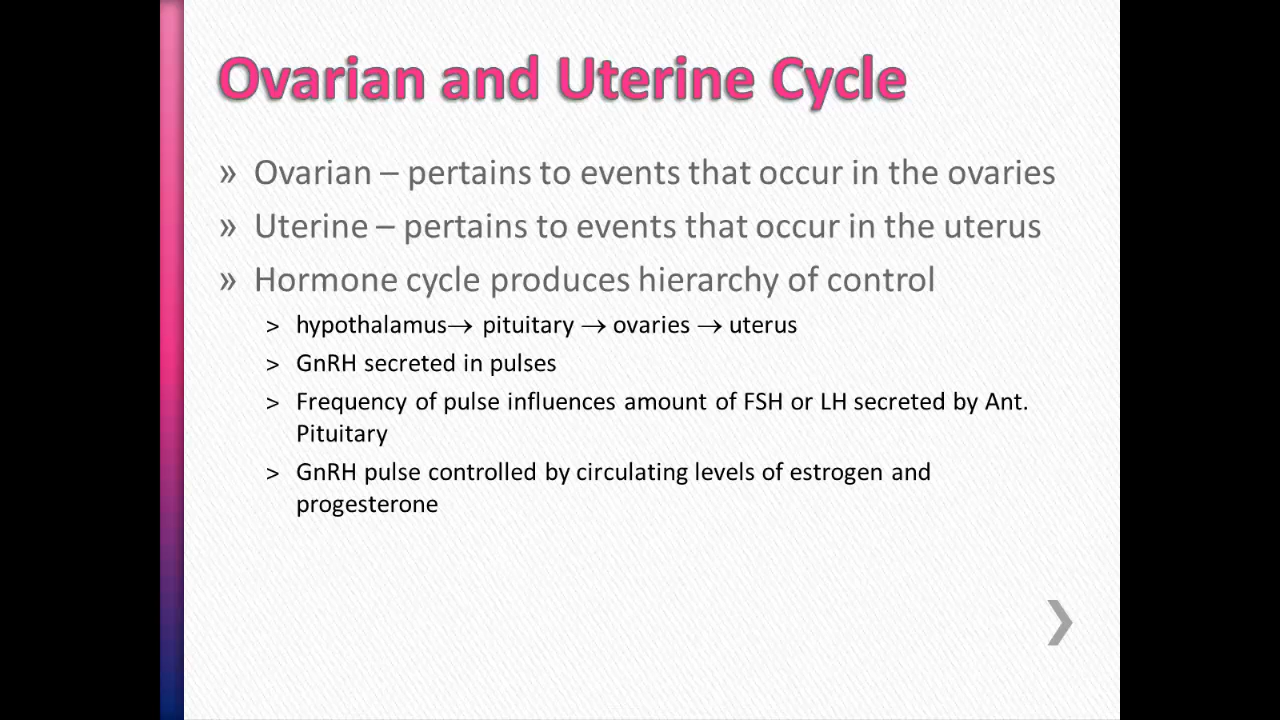 Ovarian and Uterine Cycle
» Ovarian – pertains to events that occur in the ovaries
» Uterine – pertains to events that occur in the uterus
» Hormone cycle produces hierarchy of control
> hypothalamus→ pituitary → ovaries → uterus
> GnRH secreted in pulses
> Frequency of pulse influences amount of FSH or LH secreted by Ant.
Pituitary
> GnRH pulse controlled by circulating levels of estrogen and
progesterone